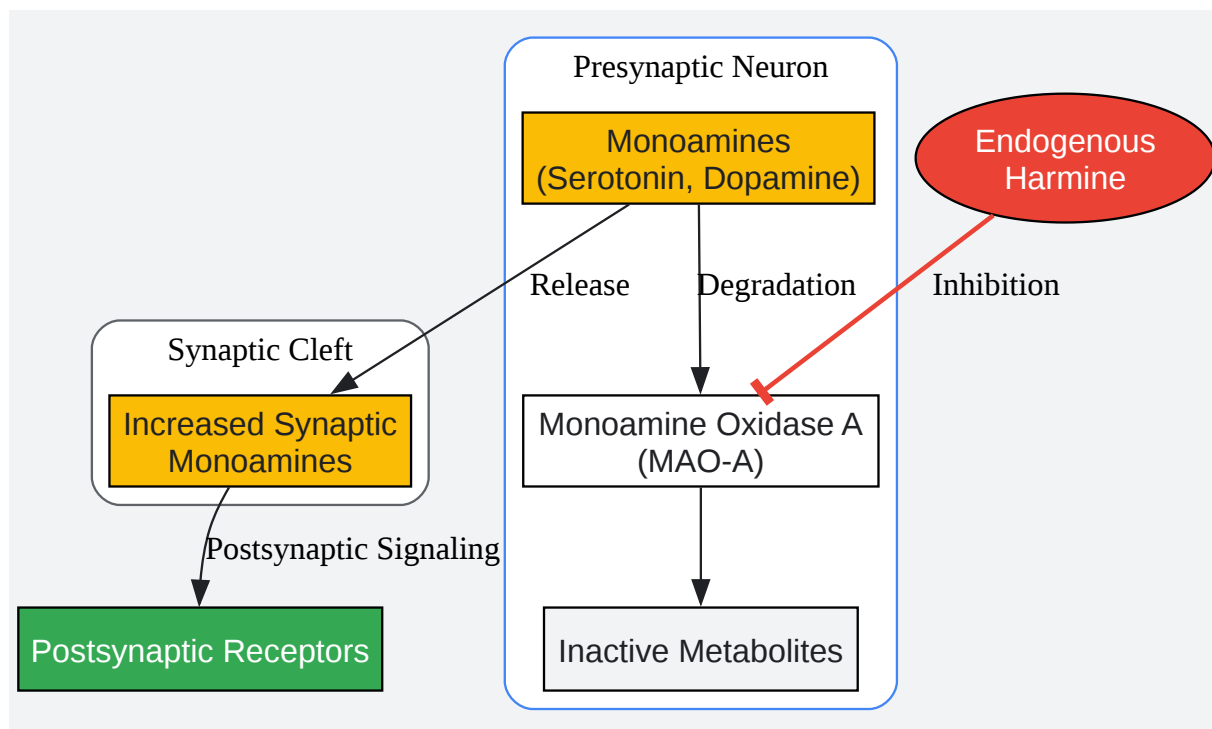 Presynaptic Neuron
Monoamines
(Serotonin, Dopamine)
Endogenous
Harmine
Release
Degradation
Inhibition
Synaptic Cleft
Increased Synaptic
Monoamines
Monoamine Oxidase A
(MAO-A)
Postsynaptic Signaling
Postsynaptic Receptors
Inactive Metabolites